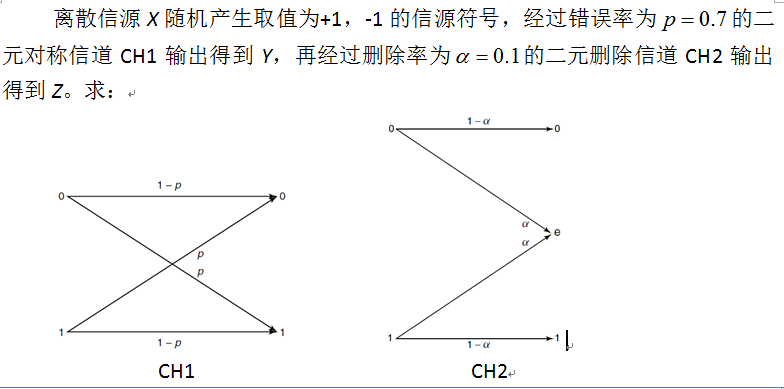 离散信源 X 随机产生取值为+1，-1 的信源符号，经过错误率为 p = 0.7 的二
元对称信道 CH1 输出得到 Y，再经过删除率为 α = 0.1 的二元删除信道 CH2 输出
得到 Z。求：
1 − α
0 0
1 − p
0 0
α
e
α
p
p
1 1
1 − p
1 1
1 − α
CH1 CH2